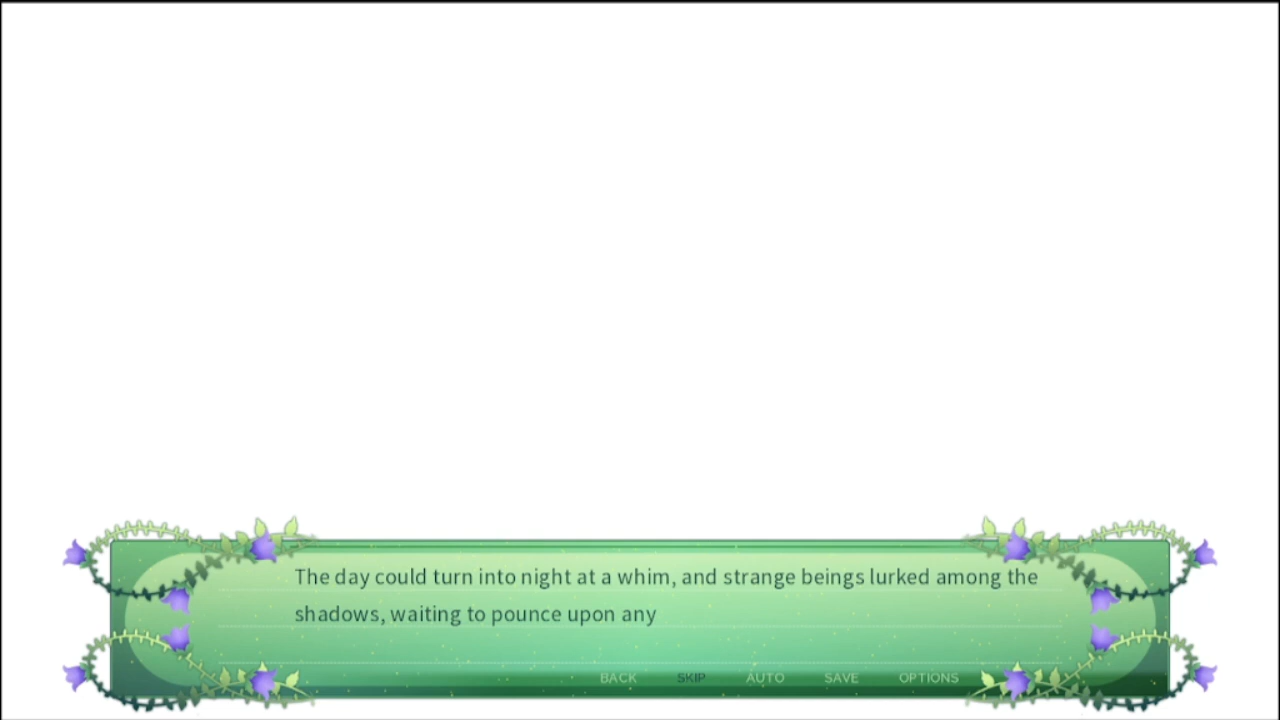 The day could turn into night at a whim, and strange beings lurked among the
shadows, waiting to pounce upon any
BACK SKIP AUTO SAVE OPTIONS